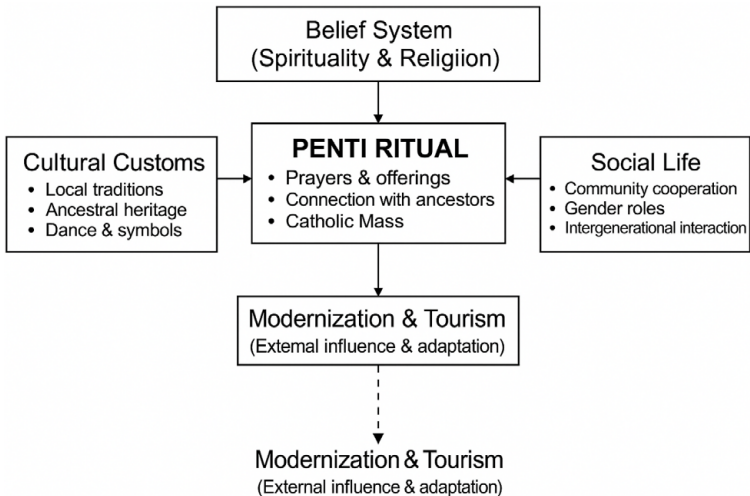 Belief System
(Spirituality & Religiion)
Cultural Customs
• Local traditions
• Ancestral heritage
• Dance & symbols
PENTI RITUAL
• Prayers & offerings
• Connection with ancestors
• Catholic Mass
Social Life
• Community cooperation
• Gender roles
• Intergenerational interaction
Modernization & Tourism
(External influence & adaptation)
Modernization & Tourism
(External influence & adaptation)